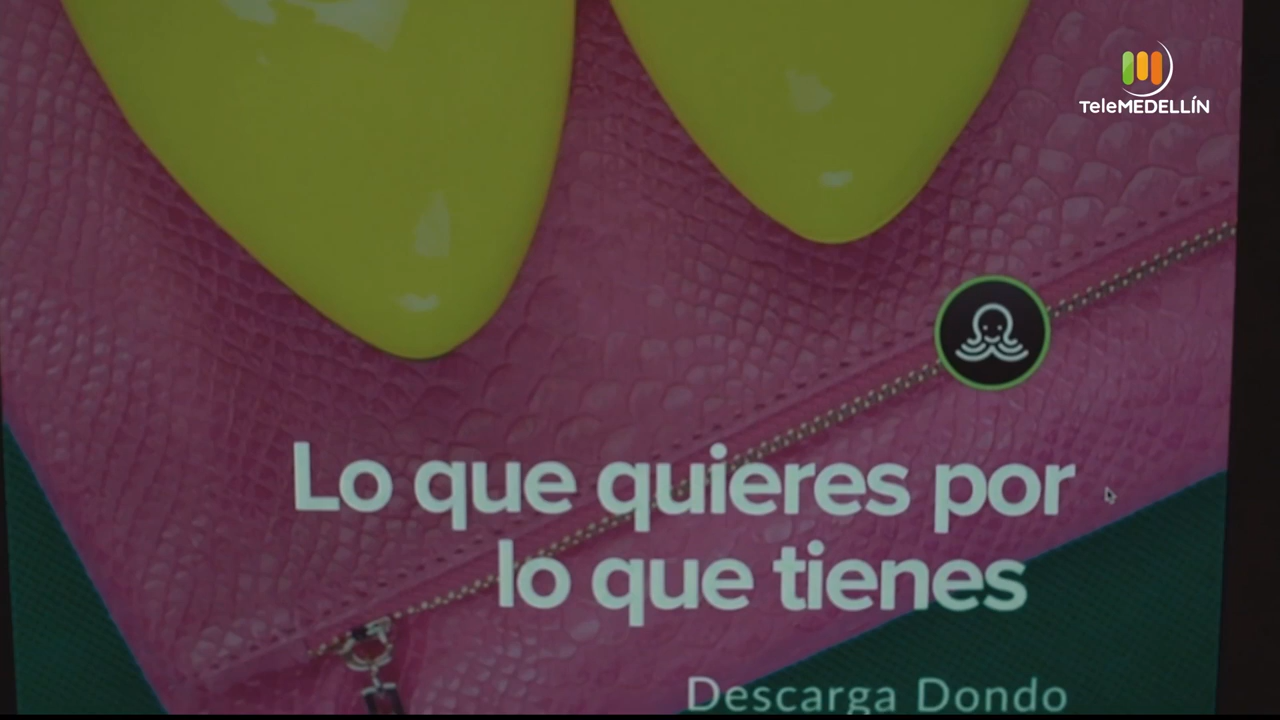 TeleMEDELLÍN
Lo que quieres por
lo que tienes
Descarga Dondo